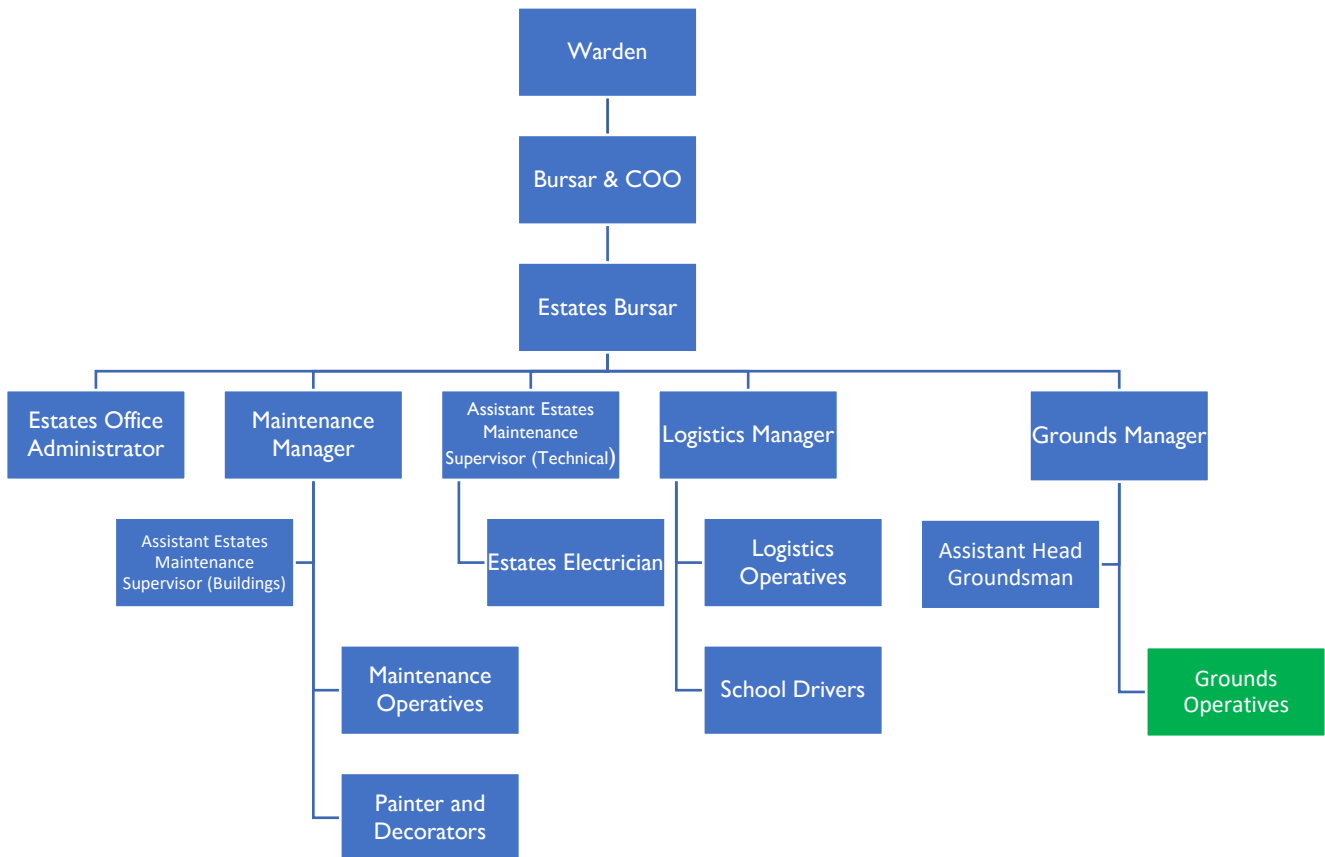 Warden
Bursar & COO
Estates Bursar
Estates Office
Administrator
Maintenance
Manager
Assistant Estates
Maintenance
Supervisor (Technical)
Logistics Manager
Grounds Manager
Assistant Estates
Maintenance
Supervisor (Buildings)
Estates Electrician
Logistics
Operatives
Assistant Head
Groundsman
Maintenance
Operatives
School Drivers
Grounds
Operatives
Painter and
Decorators